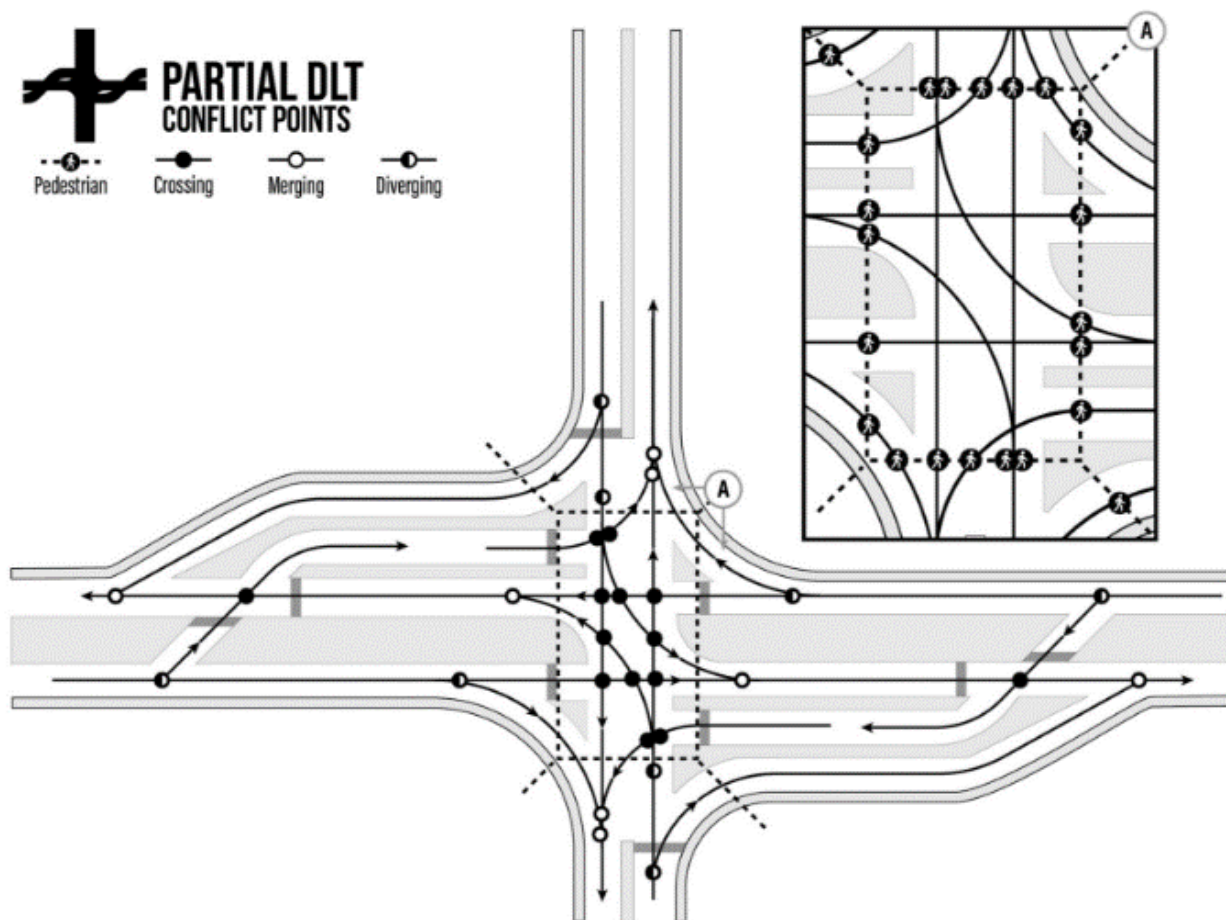 PARTIAL DLT
CONFLICT POINTS
Pedestrian
Crossing
Merging
Diverging
A
A